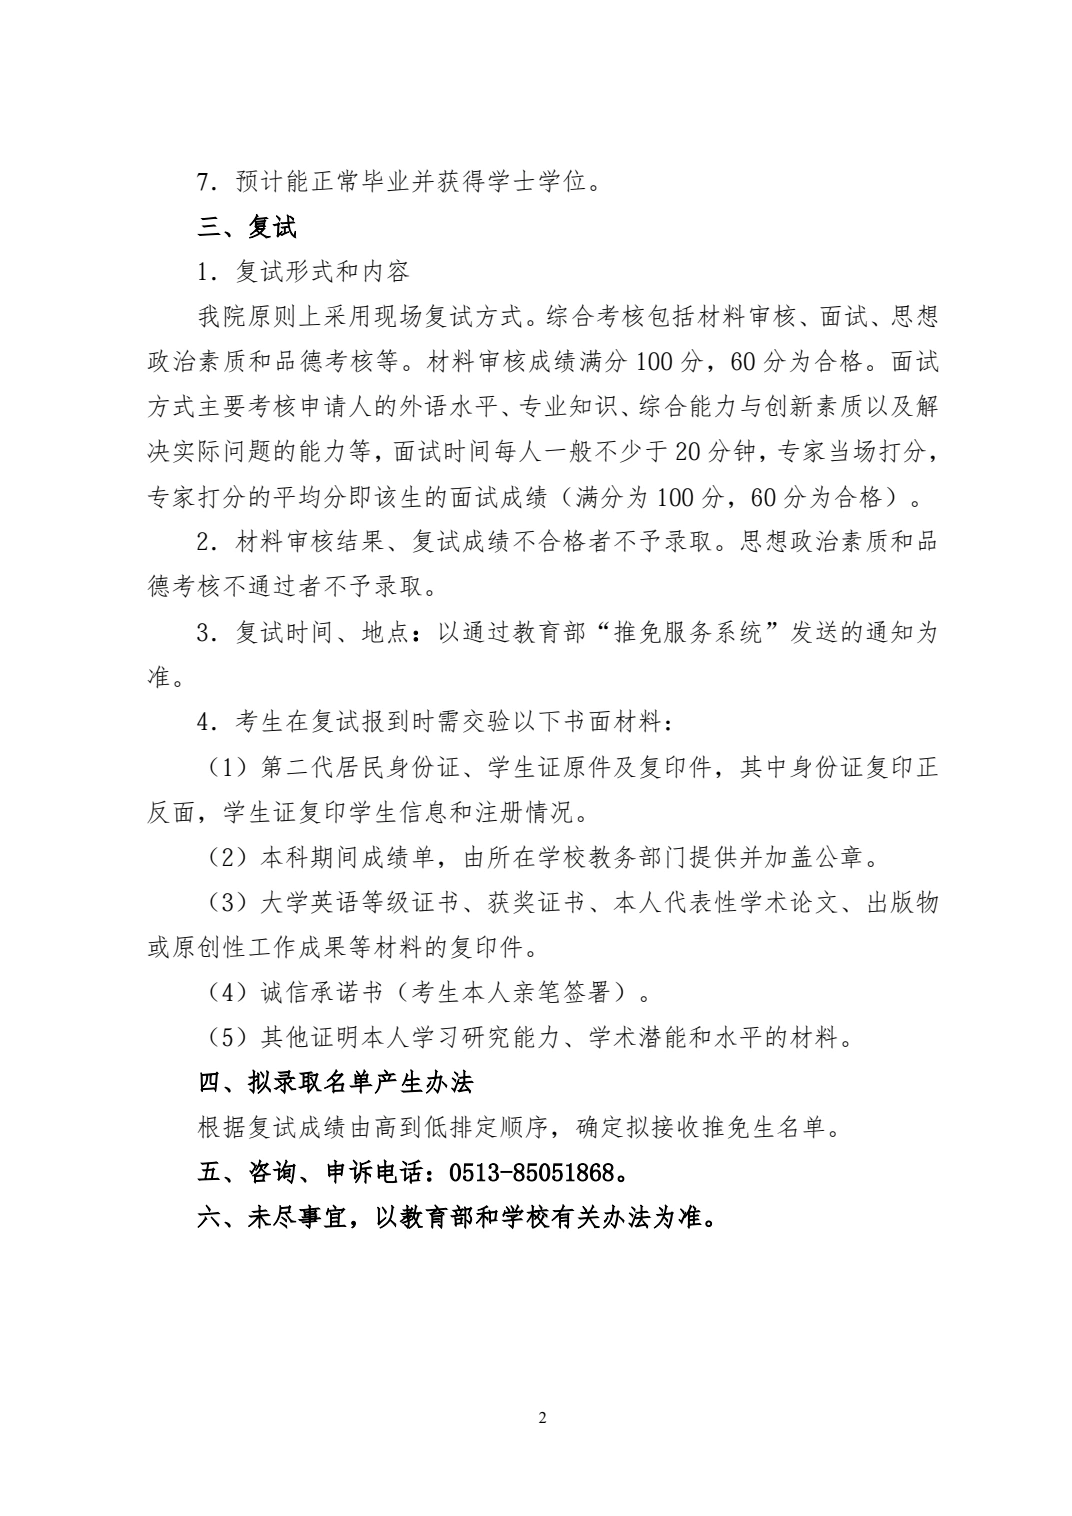 7. 预计能正常毕业并获得学士学位。
三、复试
1. 复试形式和内容
我院原则上采用现场复试方式。综合考核包括材料审核、面试、思想
政治素质和品德考核等。材料审核成绩满分 100 分，60 分为合格。面试
方式主要考核申请人的外语水平、专业知识、综合能力与创新素质以及解
决实际问题的能力等，面试时间每人一般不少于 20 分钟，专家当场打分，
专家打分的平均分即该生的面试成绩（满分为 100 分，60 分为合格）。
2. 材料审核结果、复试成绩不合格者不予录取。思想政治素质和品
德考核不通过者不予录取。
3. 复试时间、地点：以通过教育部“推免服务系统”发送的通知为
准。
4. 考生在复试报到时需交验以下书面材料：
（1）第二代居民身份证、学生证原件及复印件，其中身份证复印正
反面，学生证复印学生信息和注册情况。
（2）本科期间成绩单，由所在学校教务部门提供并加盖公章。
（3）大学英语等级证书、获奖证书、本人代表性学术论文、出版物
或原创性工作成果等材料的复印件。
（4）诚信承诺书（考生本人亲笔签署）。
（5）其他证明本人学习研究能力、学术潜能和水平的材料。
四、拟录取名单产生办法
根据复试成绩由高到低排定顺序，确定拟接收推免生名单。
五、咨询、申诉电话：0513-85051868。
六、未尽事宜，以教育部和学校有关办法为准。
2